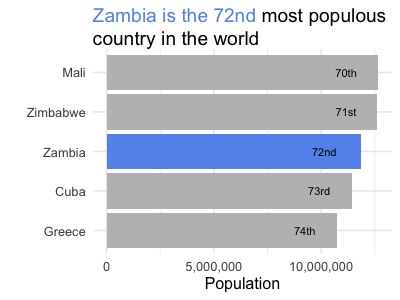 Zambia is the 72nd most populous
country in the world
Mali 70th
Zimbabwe 71st
Zambia 72nd
Cuba 73rd
Greece 74th
0 5,000,000 10,000,000
Population